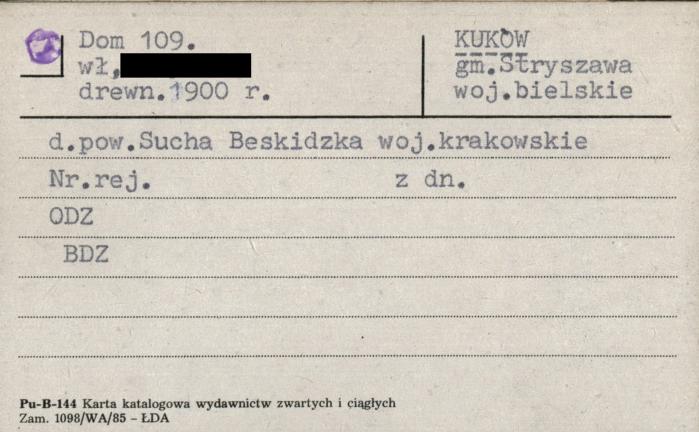 Dom 109.
wł,
drewn.1900 r.
KUKÓW
gm.Stryszawa
woj.bielskie
d.pow.Sucha Beskidzka woj.krakowskie
Nr.rej. z dn.
ODZ
BDZ
Pu-B-144 Karta katalogowa wydawnictw zwartych i ciągłych
Zam. 1098/WA/85 – ŁDA